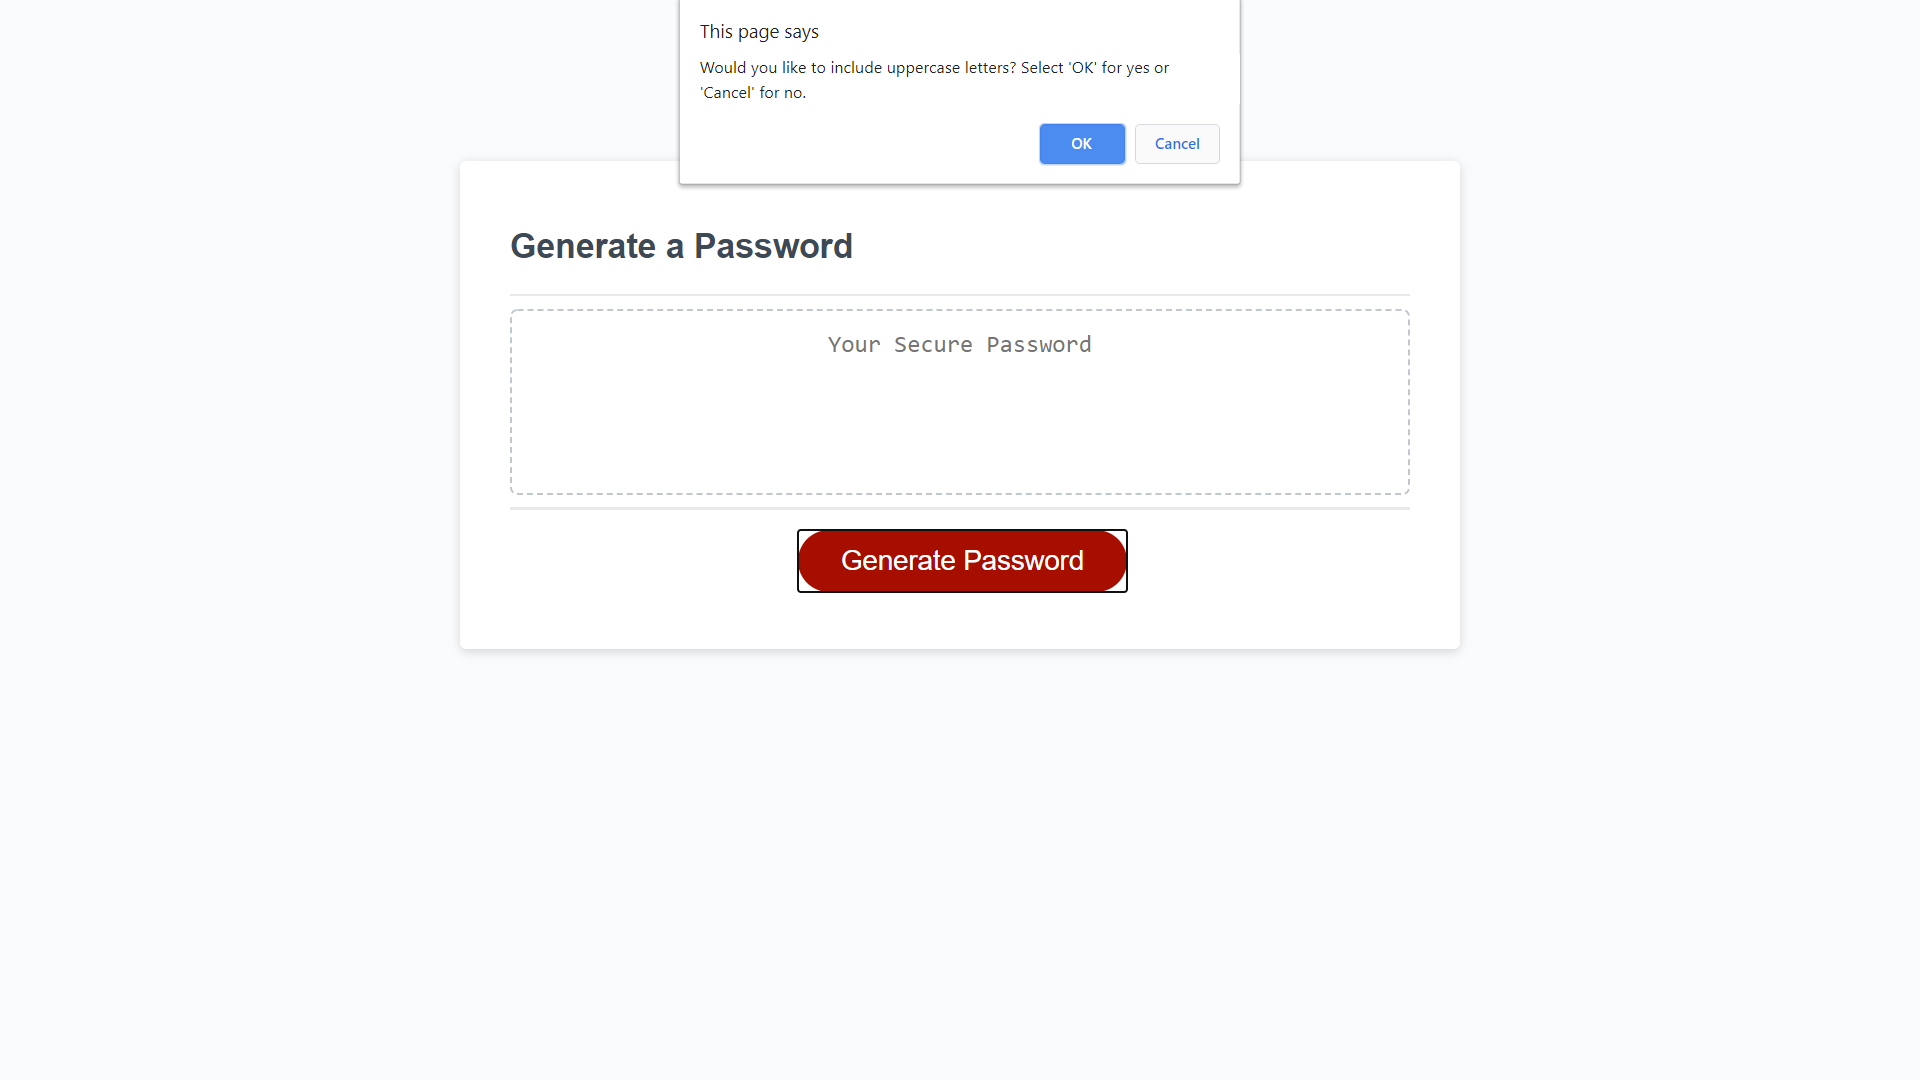 This page says
Would you like to include uppercase letters? Select 'OK' for yes or
'Cancel' for no.
OK
Cancel
Generate a Password
Your Secure Password
Generate Password